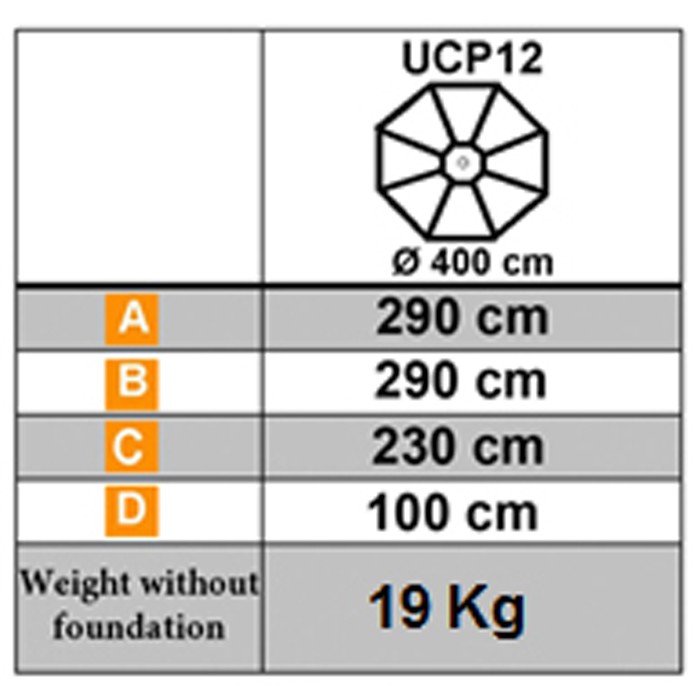 UCP12
Ø 400 cm
A 290 cm
B 290 cm
C 230 cm
D 100 cm
Weight without
foundation
19 Kg